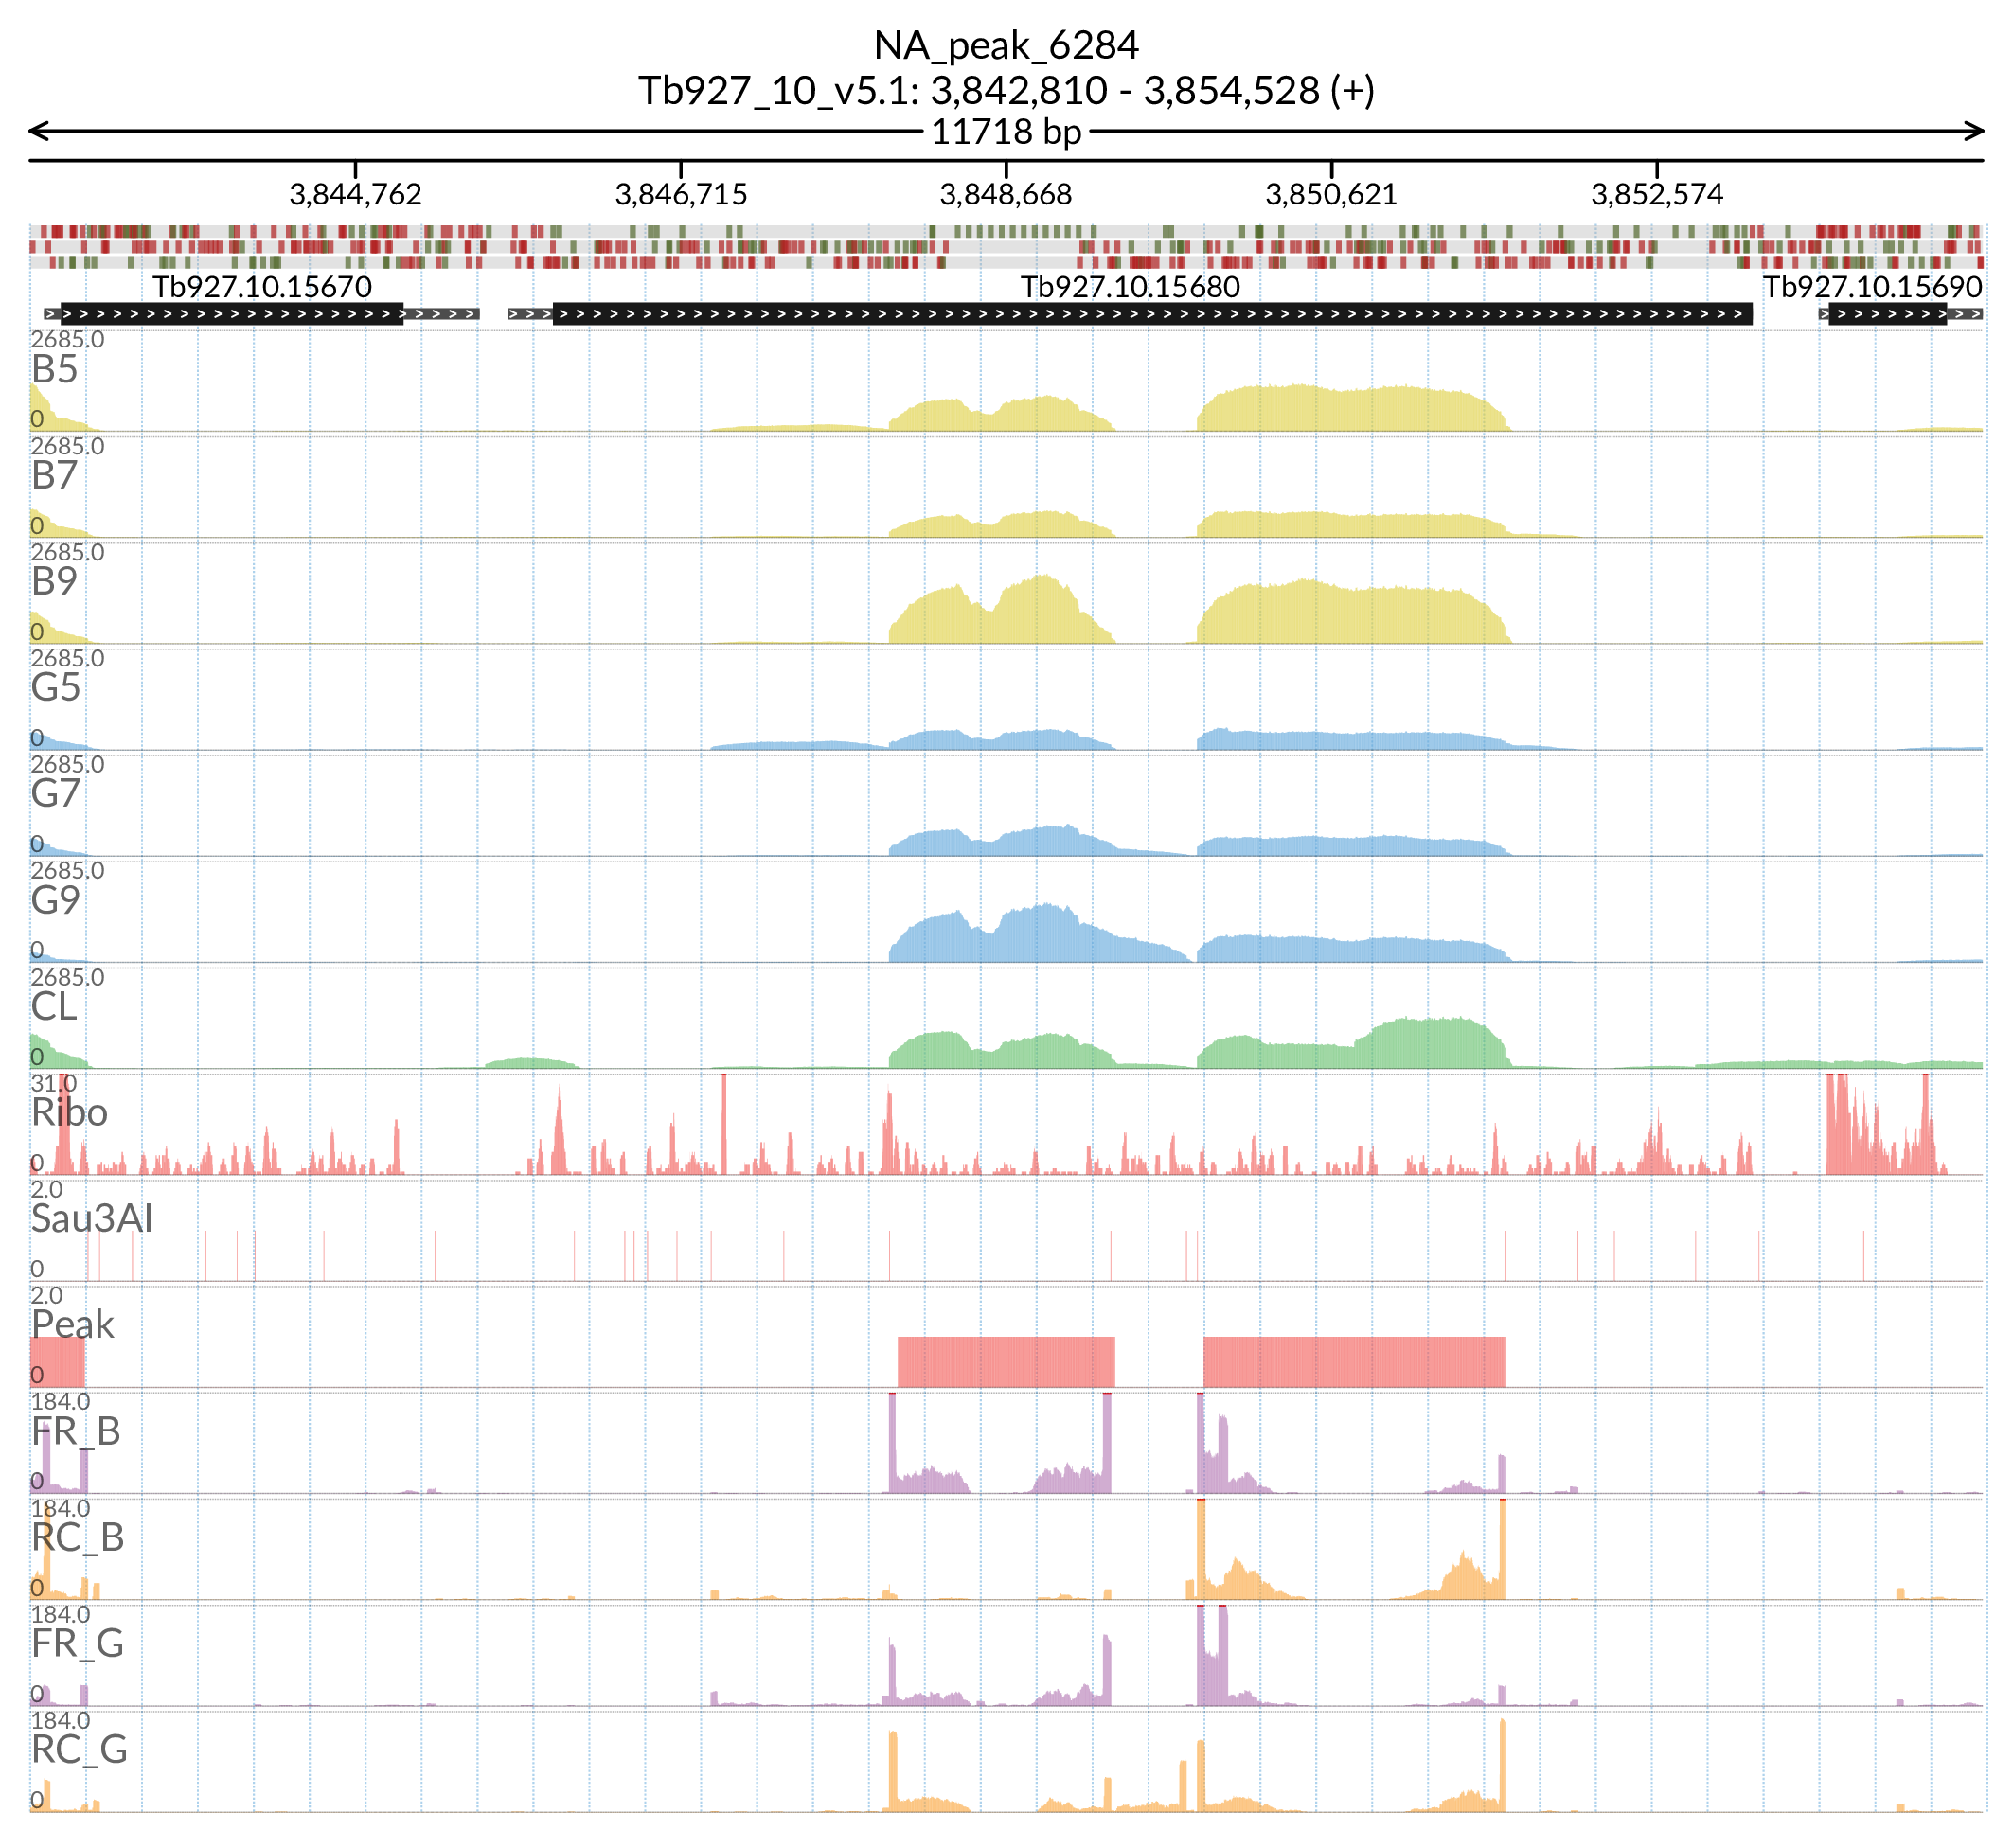 NA_peak_6284
Tb927_10_v5.1: 3,842,810 - 3,854,528 (+)
11718 bp
3,844,762 3,846,715 3,848,668 3,850,621 3,852,574
Tb927.10.15670 Tb927.10.15680 Tb927.10.15690
2685.0
B5
0
2685.0
B7
0
2685.0
B9
0
2685.0
G5
0
2685.0
G7
0
2685.0
G9
0
2685.0
CL
0
31.0
Ribo
0
2.0
Sau3AI
0
2.0
Peak
0
184.0
FR_B
0
184.0
RC_B
0
184.0
FR_G
0
184.0
RC_G
0